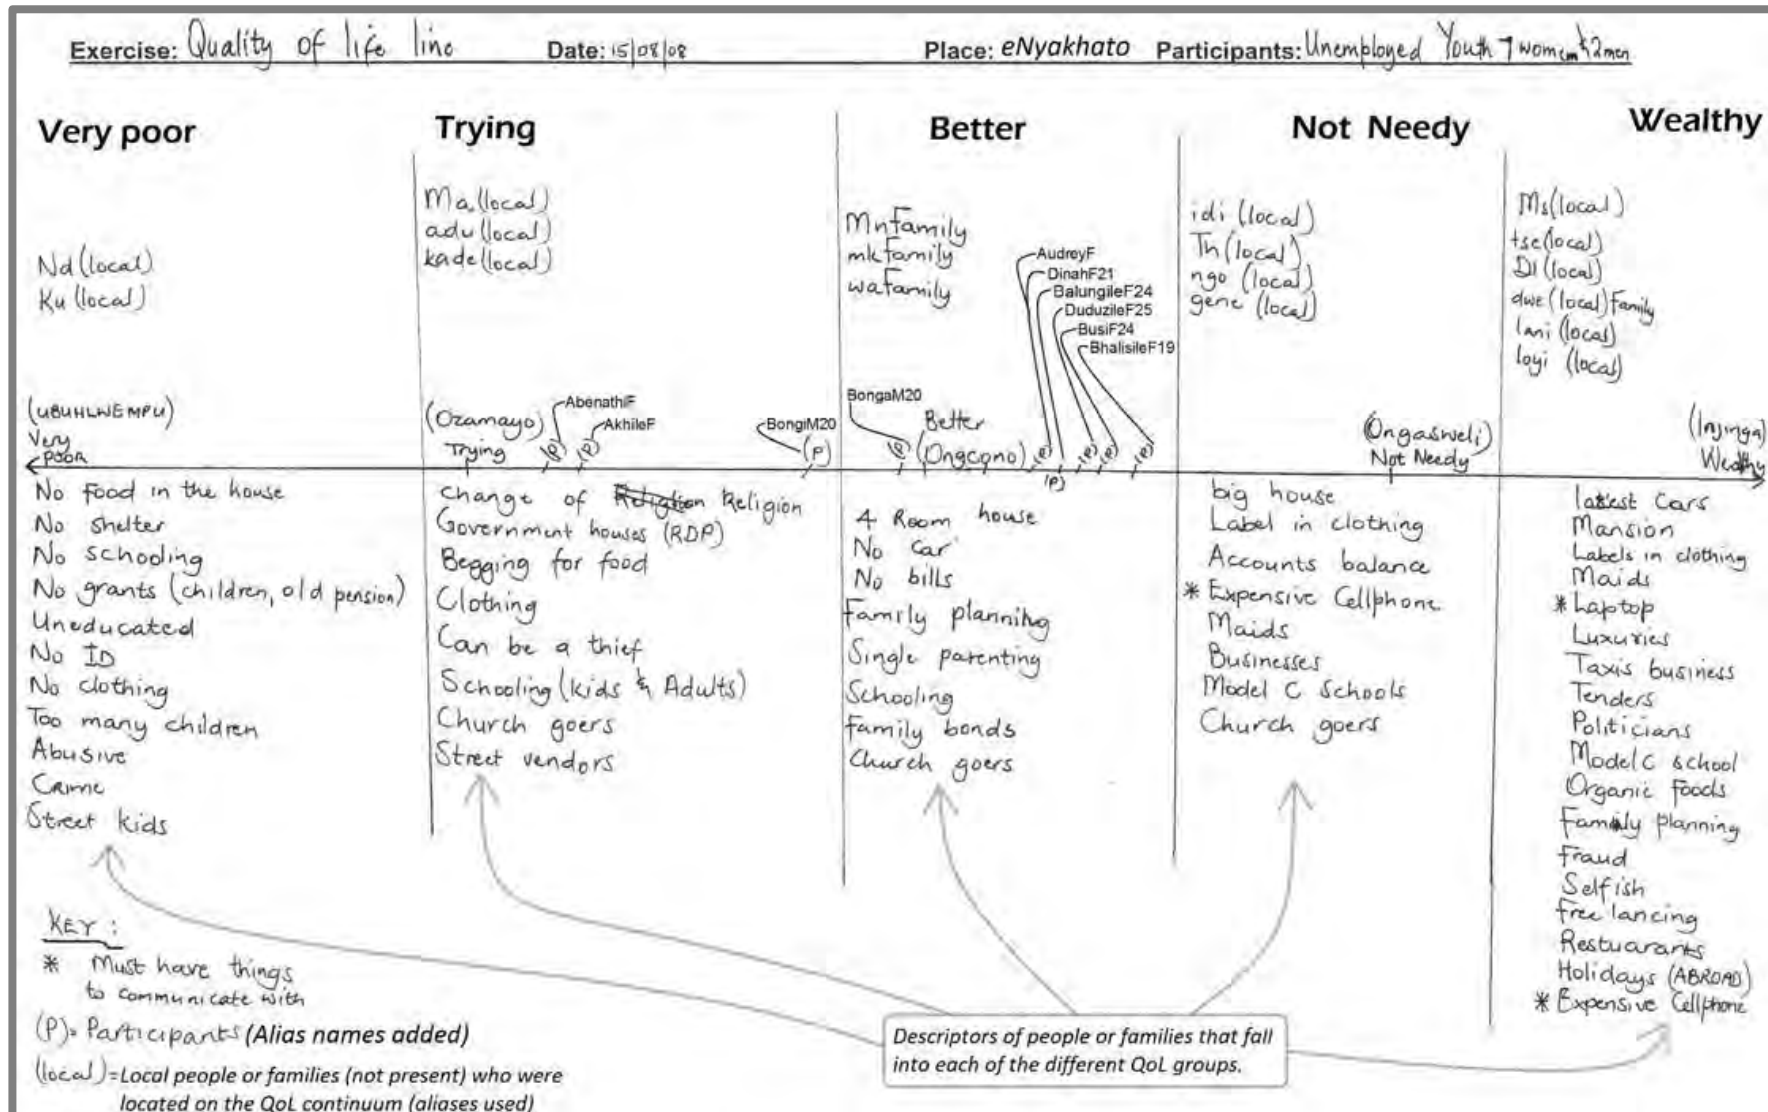 Exercise: Quality of life line Date: 15/08/08 Place: eNyakhato Participants: Unemployed Youth 7 women & 2 men
Very poor
Nd (local)
Ku (local)
(UBUHLWEMPU)
Very
POOR
No food in the house
No shelter
No schooling
No grants (children, old pension)
Uneducated
No ID
No clothing
Too many children
Abusive
Crime
Street kids
Trying
Ma (local)
adu (local)
kade (local)
(Ozamayo)
Trying
AbenathiF
AkhileF
BongiM20
(P)
(P)
(P)
Change of Religion Religion
Government houses (RDP)
Begging for food
Clothing
Can be a thief
Schooling (kids & Adults)
Church goers
Street vendors
Better
Mnfamily
mkfamily
wafamily
AudreyF
DinahF21
BalungileF24
DuduzileF25
BusiF24
BhalisileF19
BongaM20
Better
(P)
(Ongcono)
(P)
(P)
(P)
(P)
(P)
4 Room house
No car
No bills
Family planning
Single parenting
Schooling
Family bonds
Church goers
Not Needy
idi (local)
Th (local)
ngo (local)
gene (local)
(Ongasweli)
Not Needy
big house
Label in clothing
Accounts balance
* Expensive Cellphone
Maids
Businesses
Model C Schools
Church goers
Wealthy
Ms (local)
tse (local)
Dl (local)
dwe (local) family
lani (local)
loyi (local)
(Injinga)
Wealthy
latest cars
Mansion
Labels in clothing
Maids
* Laptop
Luxuries
Taxis business
Tenders
Politicians
Model C school
Organic foods
Family planning
Fraud
Selfish
free lancing
Restuarants
Holidays (ABROAD)
* Expensive Cellphone
KEY :
* Must have things
to communicate with
(P)= Participants (Alias names added)
(local)=Local people or families (not present) who were
located on the QoL continuum (aliases used)
Descriptors of people or families that fall
into each of the different QoL groups.